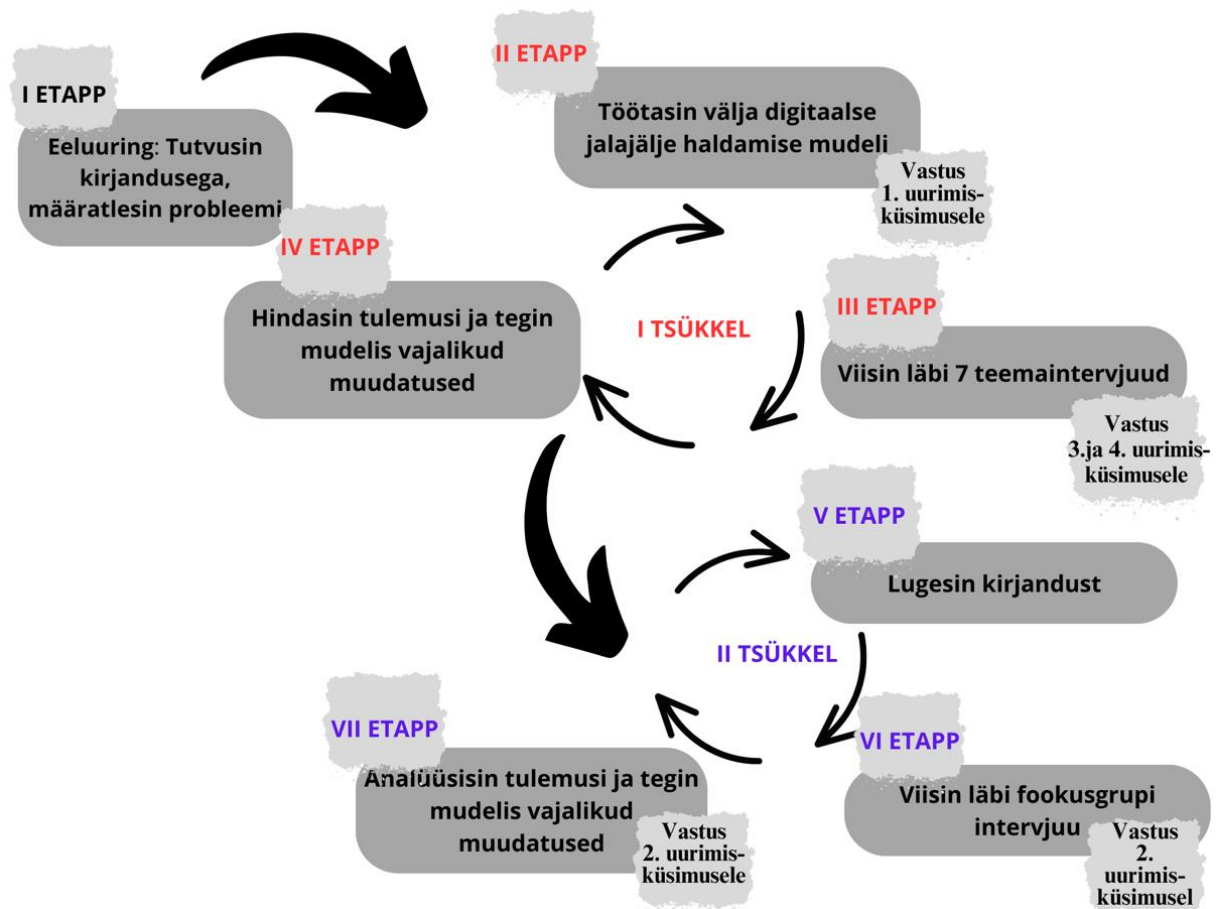 I ETAPP
Eeluuring: Tutvusin
kirjandusega,
määratlesin probleemi
II ETAPP
Töötasin välja digitaalse
jalajälje haldamise mudeli
Vastus
1. uurimis-
küsimusele
IV ETAPP
Hindasin tulemusi ja tegin
mudelis vajalikud
muudatused
I TSÜKKEL
III ETAPP
Viisin läbi 7 teemaintervjuud
Vastus
3.ja 4. uurimis-
küsimusele
V ETAPP
Lugesin kirjandust
II TSÜKKEL
VII ETAPP
Analüüsisin tulemusi ja tegin
mudelis vajalikud
muudatused
Vastus
2. uurimis-
küsimusele
VI ETAPP
Viisin läbi fookusgrupi
intervjuu
Vastus
2.
uurimis-
küsimusel